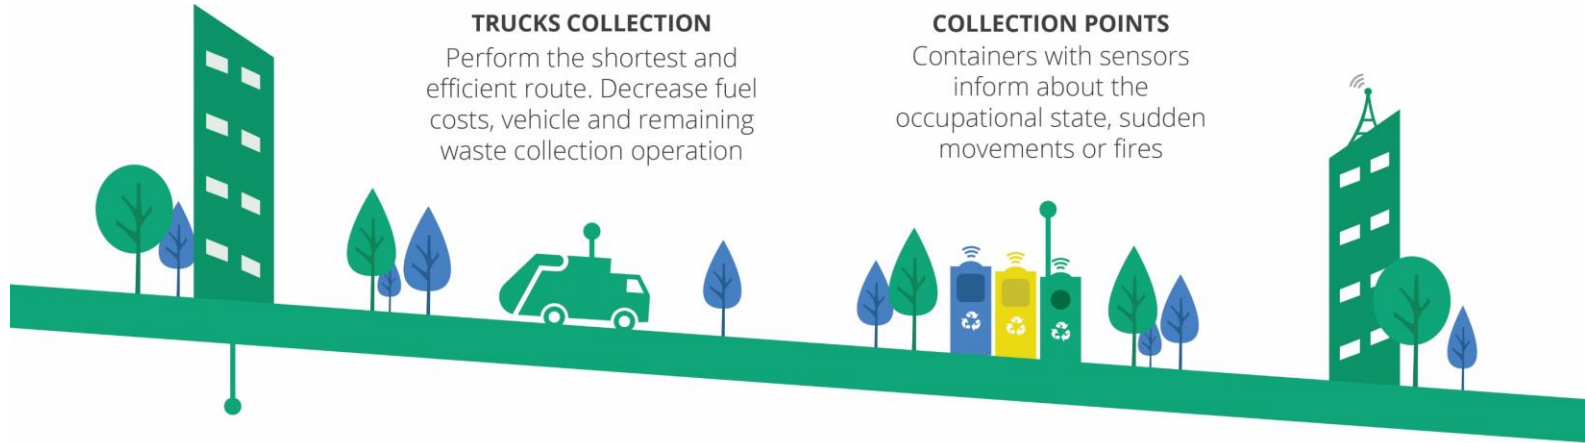 TRUCKS COLLECTION
Perform the shortest and
efficient route. Decrease fuel
costs, vehicle and remaining
waste collection operation
COLLECTION POINTS
Containers with sensors
inform about the
occupational state, sudden
movements or fires